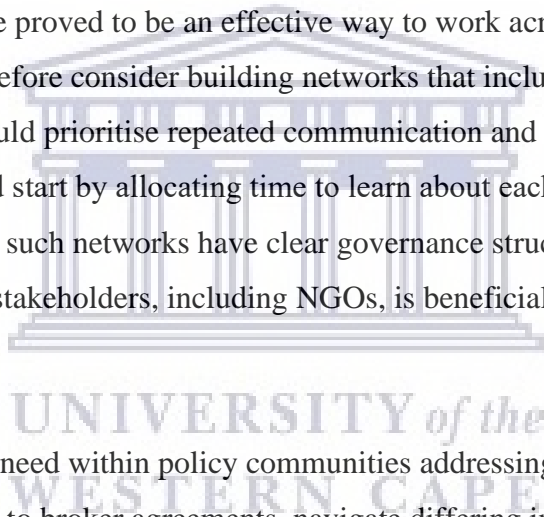 e proved to be an effective way to work acr
efore consider building networks that inclu
uld prioritise repeated communication and
d start by allocating time to learn about each
such networks have clear governance struc
stakeholders, including NGOs, is beneficial
UNIVERSITY of the
need within policy communities addressing
WESTERN CAPE
to broker agreements, navigate differing i